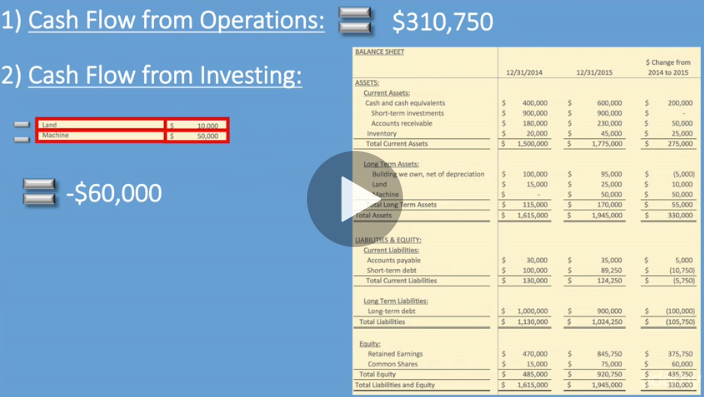 1) Cash Flow from Operations: = $310,750
2) Cash Flow from Investing:
- Land $ 10,000
- Machine $ 50,000
= -$60,000
BALANCE SHEET
$ Change from
12/31/2014 12/31/2015 2014 to 2015
ASSETS:
Current Assets:
Cash and cash equivalents $ 400,000 $ 600,000 $ 200,000
Short-term investments $ 900,000 $ 900,000 $ -
Accounts receivable $ 180,000 $ 230,000 $ 50,000
Inventory $ 20,000 $ 45,000 $ 25,000
Total Current Assets $ 1,500,000 $ 1,775,000 $ 275,000
Long Term Assets:
Building we own, net of depreciation $ 100,000 $ 95,000 $ (5,000)
Land $ 15,000 $ 25,000 $ 10,000
Machine $ - $ 50,000 $ 50,000
Total Long Term Assets $ 115,000 $ 170,000 $ 55,000
Total Assets $ 1,615,000 $ 1,945,000 $ 330,000
LIABILITIES & EQUITY:
Current Liabilities:
Accounts payable $ 30,000 $ 35,000 $ 5,000
Short-term debt $ 100,000 $ 89,250 $ (10,750)
Total Current Liabilities $ 130,000 $ 124,250 $ (5,750)
Long Term Liabilities:
Long-term debt $ 1,000,000 $ 900,000 $ (100,000)
Total Liabilities $ 1,130,000 $ 1,024,250 $ (105,750)
Equity:
Retained Earnings $ 470,000 $ 845,750 $ 375,750
Common Shares $ 15,000 $ 75,000 $ 60,000
Total Equity $ 485,000 $ 920,750 $ 435,750
Total Liabilities and Equity $ 1,615,000 $ 1,945,000 $ 330,000